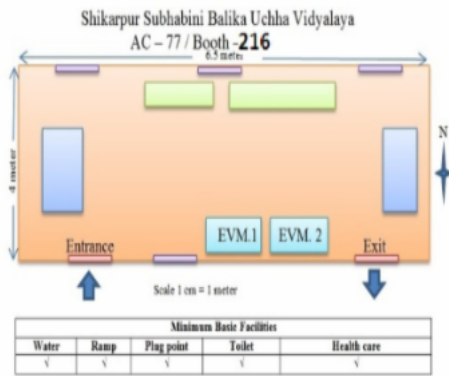 Shikarpur Subhabini Balika Uchha Vidyalaya
AC – 77 / Booth -216
6.5 meter
4 meter
N
EVM.1 EVM. 2
Entrance Exit
Scale 1 cm = 1 meter
Minimum Basic Facilities
Water Ramp Plug point Toilet Health care
√ √ √ √ √